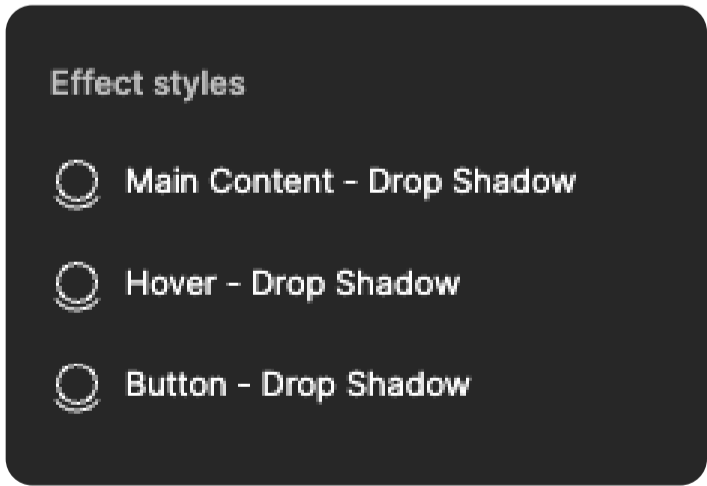 Effect styles
Main Content - Drop Shadow
Hover - Drop Shadow
Button - Drop Shadow